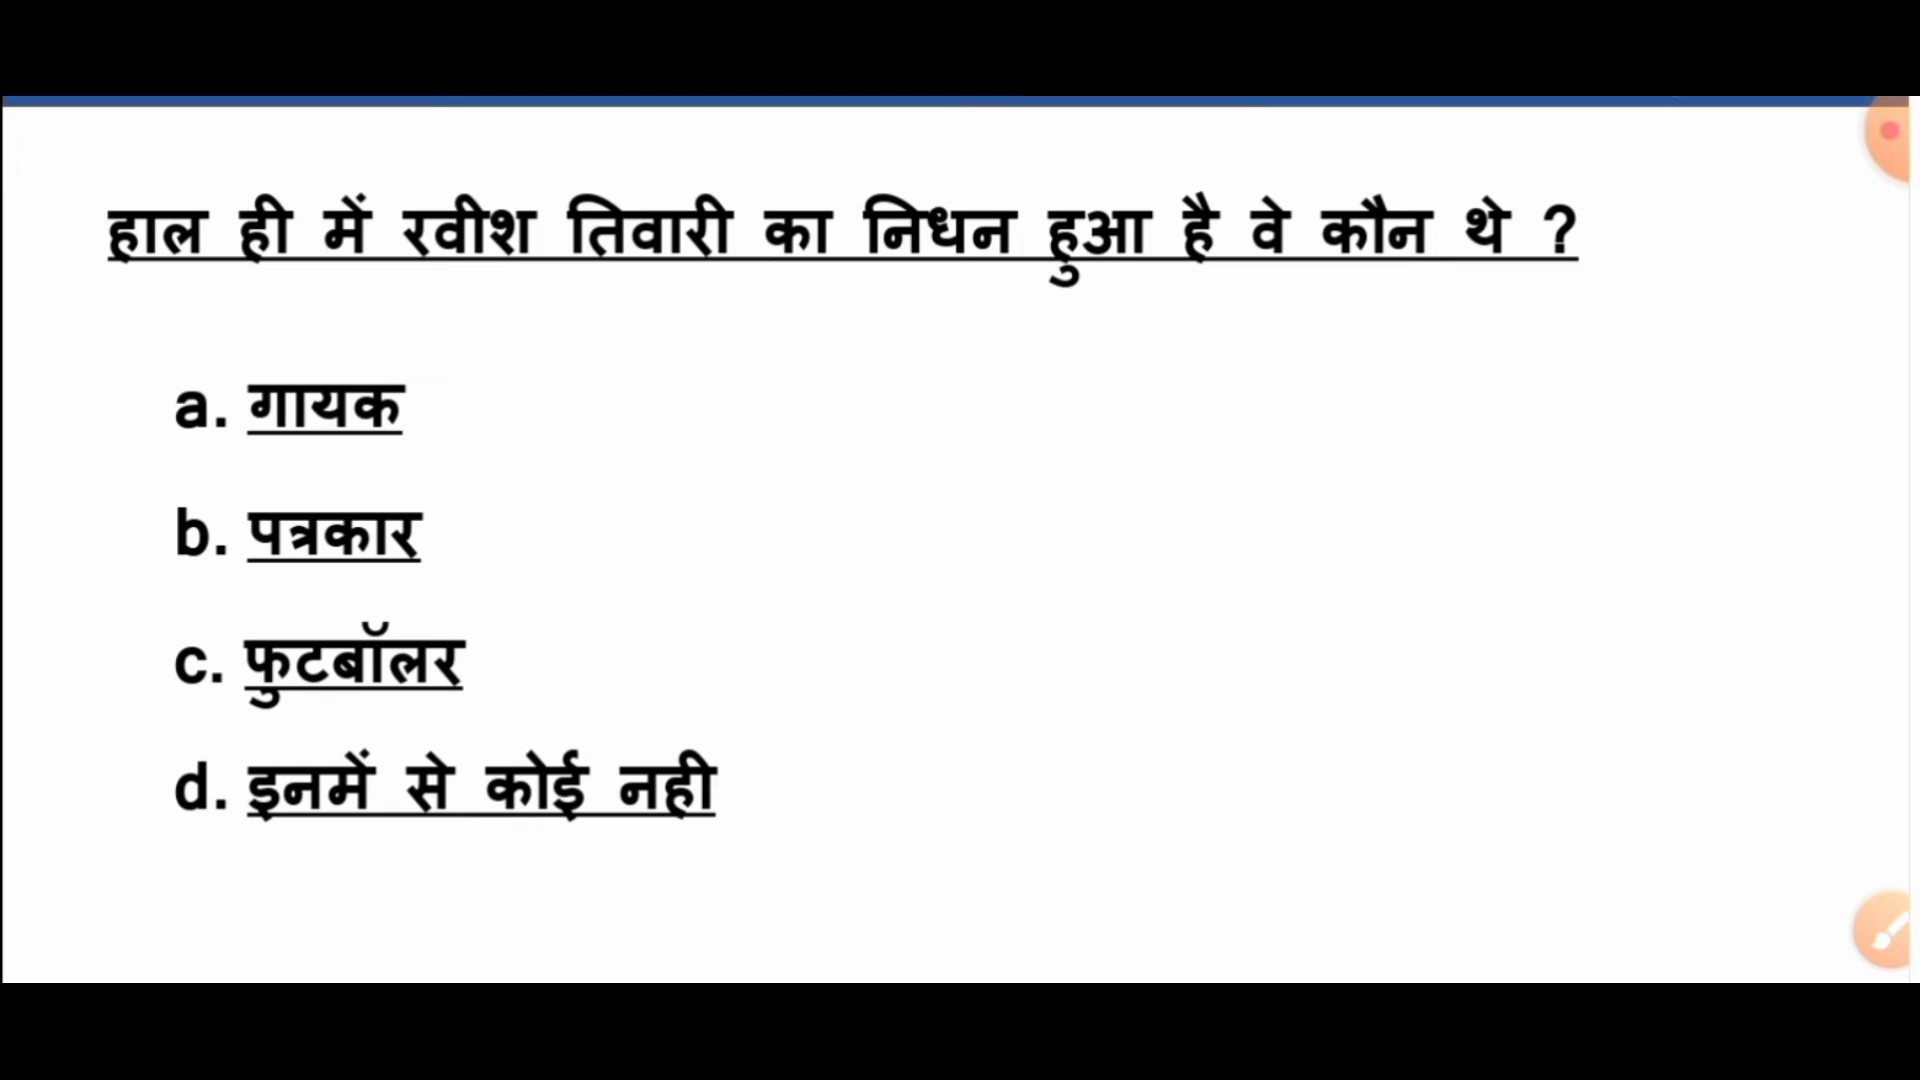 हाल ही में रवीश तिवारी का निधन हुआ है वे कौन थे ?
a. गायक
b. पत्रकार
c. फुटबॉलर
d. इनमें से कोई नही